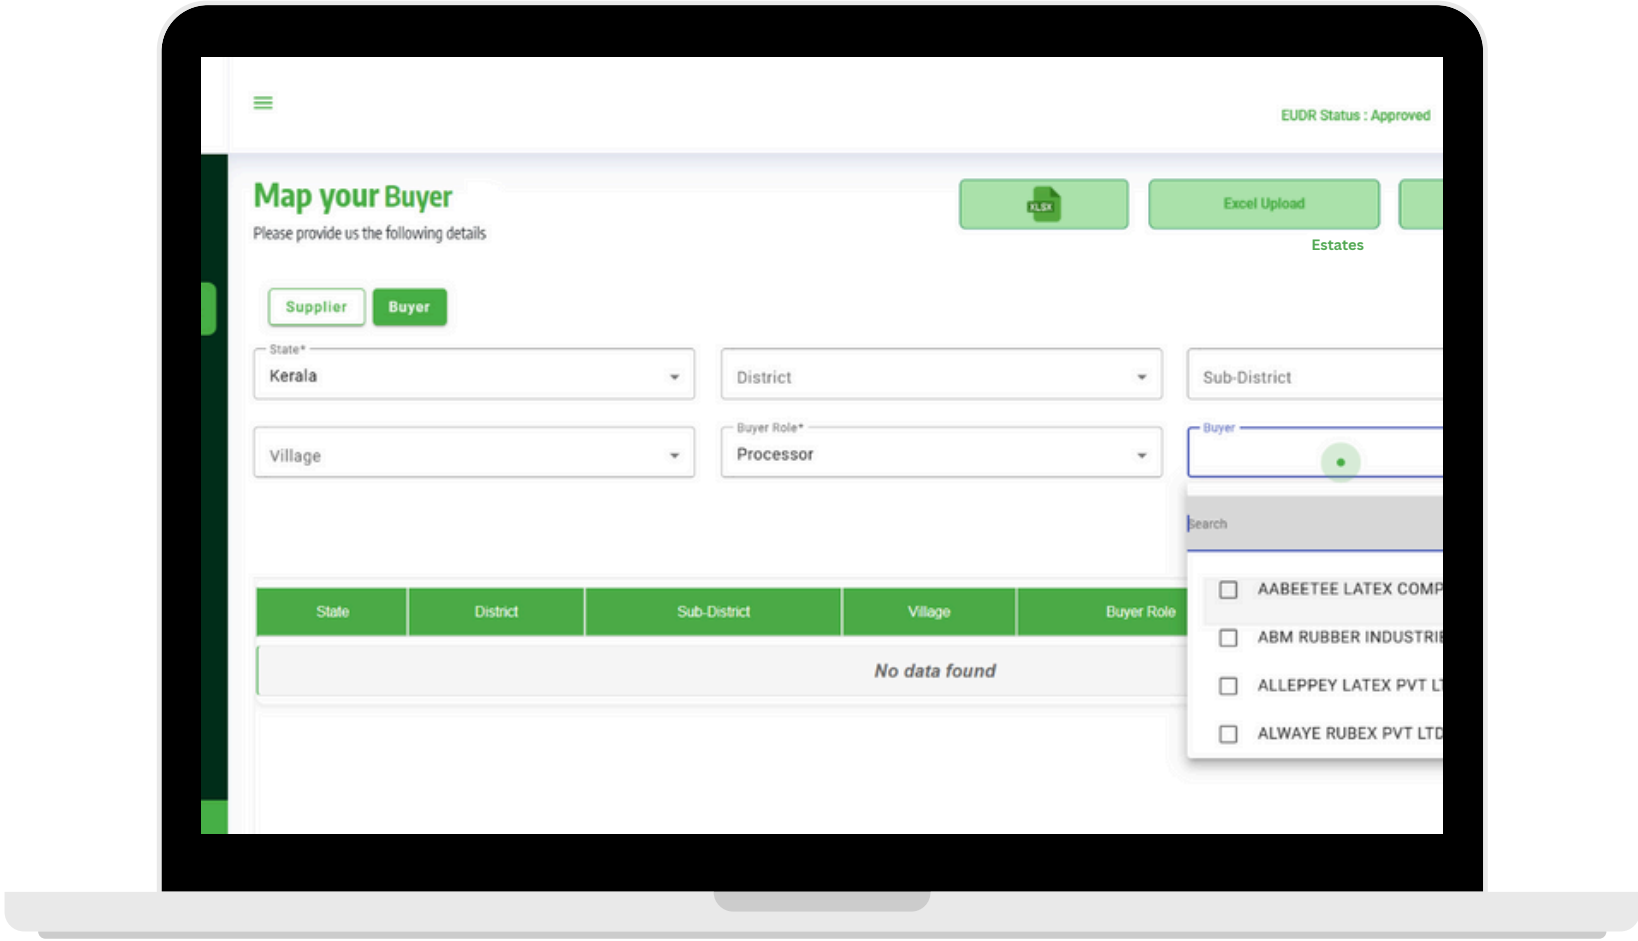 EUDR Status : Approved
Map your Buyer
Please provide us the following details
XLSX
Excel Upload
Estates
Supplier
Buyer
State*
Kerala
District
Sub-District
Village
Buyer Role*
Processor
Buyer
Search
AABEETEE LATEX COMP
ABM RUBBER INDUSTRIE
ALLEPPEY LATEX PVT LT
ALWAYE RUBEX PVT LTD
State District Sub-District Village Buyer Role
No data found